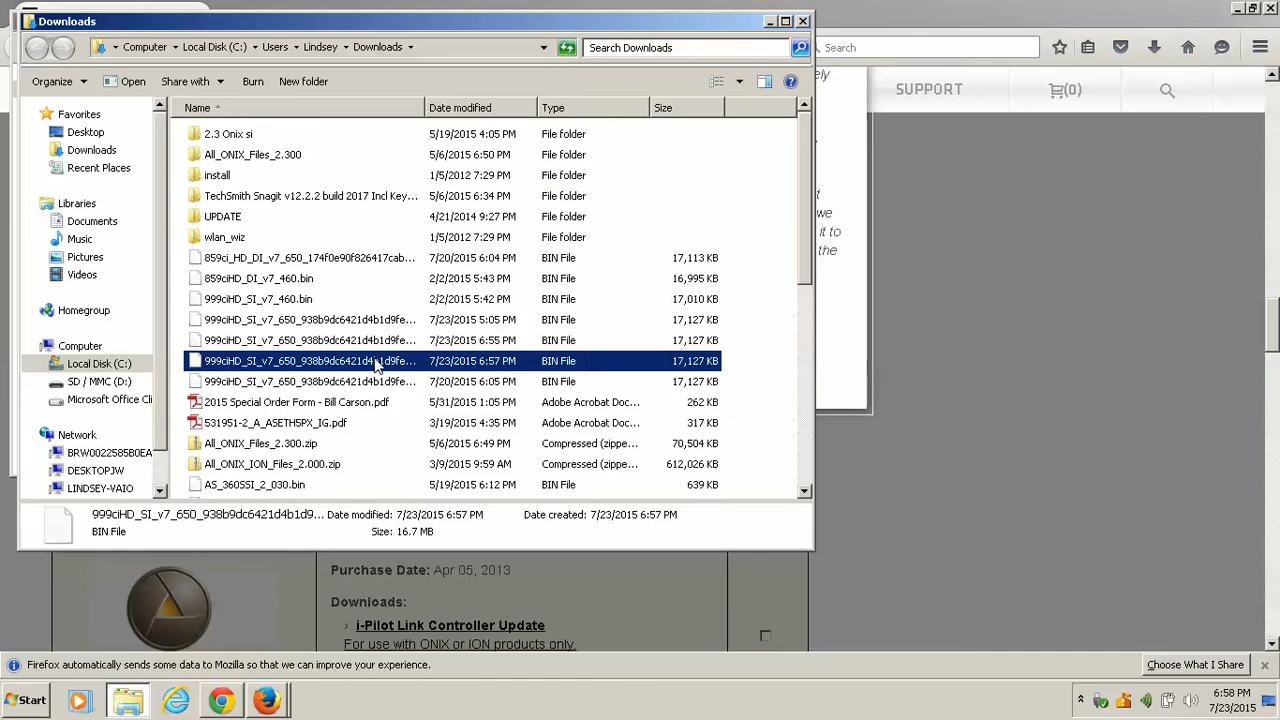 Downloads
Computer Local Disk (C:) Users Lindsey Downloads Search Downloads Search
Organize Open Share with Burn New folder SUPPORT (0)
Name Date modified Type Size
Favorites
Desktop
Downloads
Recent Places
Libraries
Documents
Music
Pictures
Videos
Homegroup
Computer
Local Disk (C:)
SD / MMC (D:)
Microsoft Office Cli
Network
BRW0022585B0EA
DESKTOPJW
LINDSEY-VAIO
2.3 Onix si 5/19/2015 4:05 PM File folder
All_ONIX_Files_2.300 5/6/2015 6:50 PM File folder
install 1/5/2012 7:29 PM File folder
TechSmith Snagit v12.2.2 build 2017 Incl Key... 5/6/2015 6:34 PM File folder
UPDATE 4/21/2014 9:27 PM File folder
wlan_wiz 1/5/2012 7:29 PM File folder
859ci_HD_DI_v7_650_174f0e90f826417cab... 7/20/2015 6:04 PM BIN File 17,113 KB
859ciHD_DI_v7_460.bin 2/2/2015 5:43 PM BIN File 16,995 KB
999ciHD_SI_v7_460.bin 2/2/2015 5:42 PM BIN File 17,010 KB
999ciHD_SI_v7_650_938b9dc6421d4b1d9fe... 7/23/2015 5:05 PM BIN File 17,127 KB
999ciHD_SI_v7_650_938b9dc6421d4b1d9fe... 7/23/2015 6:55 PM BIN File 17,127 KB
999ciHD_SI_v7_650_938b9dc6421d4b1d9fe... 7/23/2015 6:57 PM BIN File 17,127 KB
999ciHD_SI_v7_650_938b9dc6421d4b1d9fe... 7/20/2015 6:05 PM BIN File 17,127 KB
2015 Special Order Form - Bill Carson.pdf 5/31/2015 1:05 PM Adobe Acrobat Doc... 262 KB
531951-2_A_ASETH5PX_IG.pdf 3/19/2015 4:35 PM Adobe Acrobat Doc... 317 KB
All_ONIX_Files_2.300.zip 5/6/2015 6:49 PM Compressed (zippe... 70,504 KB
All_ONIX_ION_Files_2.000.zip 3/9/2015 9:59 AM Compressed (zippe... 612,026 KB
AS_360SSI_2_030.bin 5/19/2015 6:12 PM BIN File 639 KB
999ciHD_SI_v7_650_938b9dc6421d4b1d9... Date modified: 7/23/2015 6:57 PM Date created: 7/23/2015 6:57 PM
BIN File Size: 16.7 MB
ely
t
we
it to
the
Purchase Date: Apr 05, 2013
Downloads:
› i-Pilot Link Controller Update
For use with ONIX or ION products only.
Firefox automatically sends some data to Mozilla so that we can improve your experience. Choose What I Share
Start 6:58 PM
7/23/2015